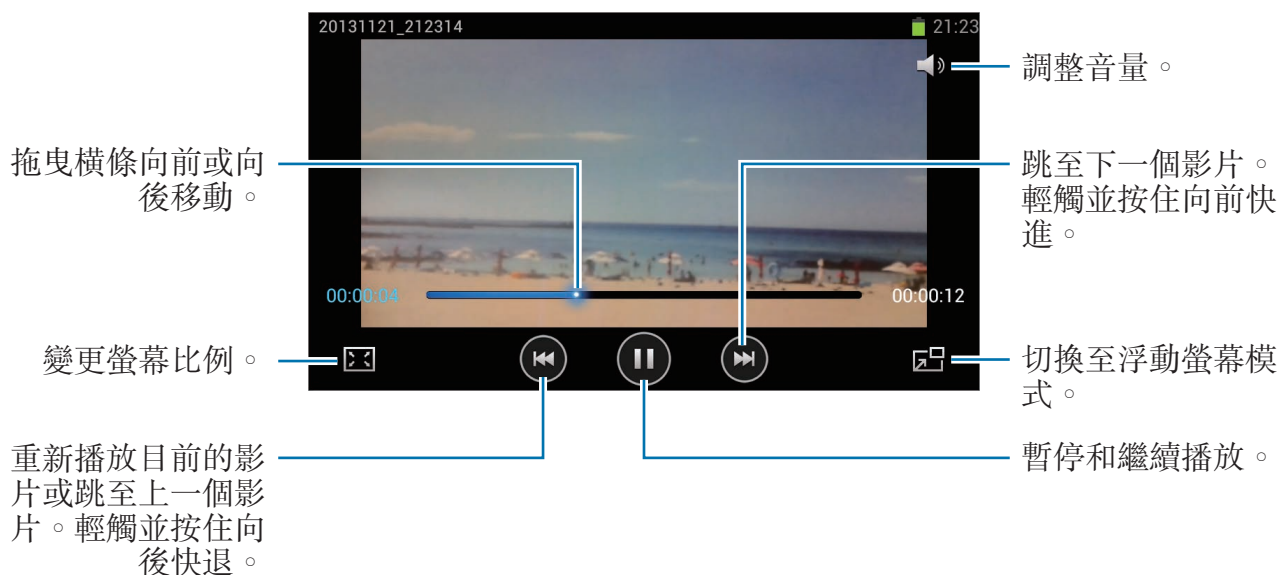 20131121_212314
21:23
調整音量。
拖曳橫條向前或向
後移動。
跳至下一個影片。
輕觸並按住向前快
進。
00:00:04
00:00:12
變更螢幕比例。
切換至浮動螢幕模
式。
重新播放目前的影
片或跳至上一個影
片。輕觸並按住向
後快退。
暫停和繼續播放。